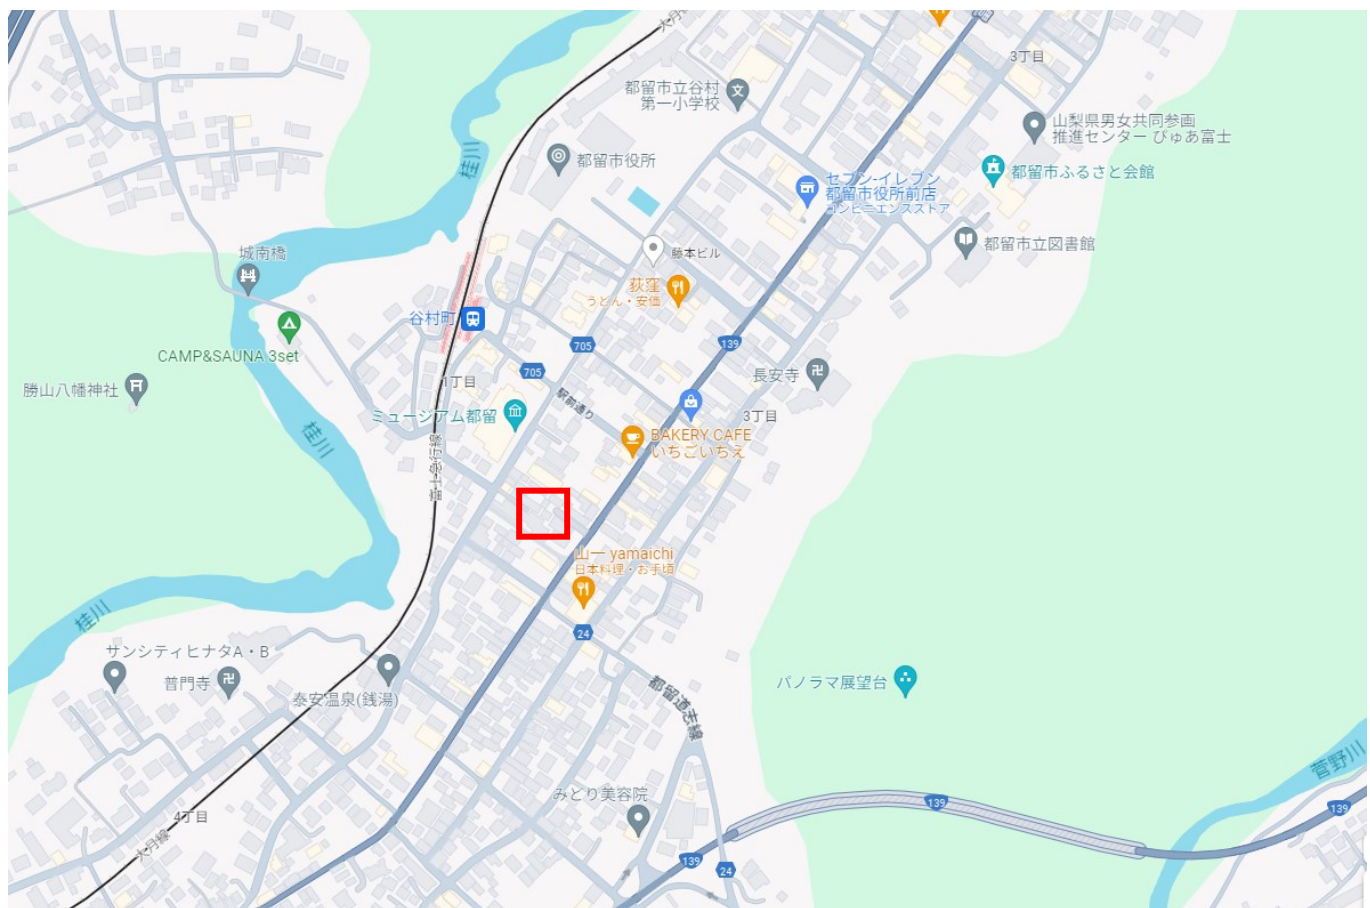 大月線
3丁目
都留市立谷村
第一小学校
山梨県男女共同参画
推進センター ぴゅあ富士
桂川
都留市役所
セブン-イレブン
都留市役所前店
コンビニエンスストア
都留市ふるさと会館
都留市立図書館
城南橋
藤本ビル
荻窪
うどん・安価
谷村町
CAMP&SAUNA 3set
705
139
705
1丁目
長安寺
勝山八幡神社
駅前通り
ミュージアム都留
3丁目
桂川
BAKERY CAFE
いちごいちえ
富士急行線
山一 yamaichi
日本料理・お手頃
桂川
24
サンシティヒナタA・B
普門寺
泰安温泉(銭湯)
都留道志線
パノラマ展望台
菅野川
みとり美容院
139
139
4丁目
大月線
139
24